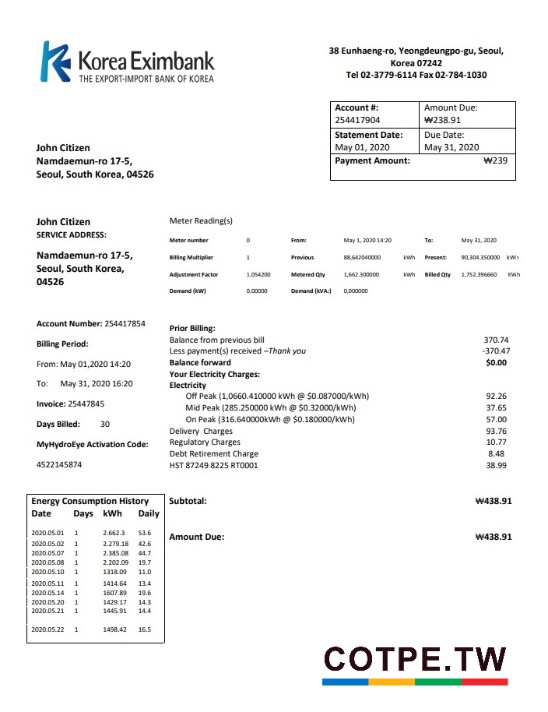 Korea Eximbank
THE EXPORT-IMPORT BANK OF KOREA
38 Eunhaeng-ro, Yeongdeungpo-gu, Seoul,
Korea 07242
Tel 02-3779-6114 Fax 02-784-1030
Account #: Amount Due:
254417904 ₩238.91
Statement Date: Due Date:
May 01, 2020 May 31, 2020
Payment Amount: ₩239
John Citizen
Namdaemun-ro 17-5,
Seoul, South Korea, 04526
John Citizen
SERVICE ADDRESS:
Namdaemun-ro 17-5,
Seoul, South Korea,
04526
Meter Reading(s)
Meter number 0 From: May 1, 2020 14:20 To: May 31, 2020
Billing Multiplier 1 Previous 88,642040000 kWh Present: 90,304.350000 kWh
Adjustment Factor 1.054200 Metered Qty 1,662.300000 kWh Billed Qty 1,752.396660 KWh
Demand (kW) 0.00000 Demand (kVA:) 0,000000
Account Number: 254417854
Billing Period:
From: May 01,2020 14:20
To: May 31, 2020 16:20
Invoice: 25447845
Days Billed: 30
MyHydroEye Activation Code:
4522145874
Prior Billing:
Balance from previous bill 370.74
Less payment(s) received –Thank you -370.47
Balance forward $0.00
Your Electricity Charges:
Electricity
Off Peak (1,0660.410000 kWh @ $0.087000/kWh) 92.26
Mid Peak (285.250000 kWh @ $0.32000/kWh) 37.65
On Peak (316.640000kWh @ $0.180000/kWh) 57.00
Delivery Charges 93.76
Regulatory Charges 10.77
Debt Retirement Charge 8.48
HST 87249 8225 RT0001 38.99
Energy Consumption History
Date Days kWh Daily
2020.05.01 1 2.662.3 53.6
2020.05.02 1 2.279.18 42.6
2020.05.07 1 2.385.08 44.7
2020.05.08 1 2.202.09 19.7
2020.05.10 1 1318.09 11.0
2020.05.11 1 1414.64 13.4
2020.05.14 1 1607.89 19.6
2020.05.20 1 1429.17 14.3
2020.05.21 1 1445.91 14.4
2020.05.22 1 1498.42 16.5
Subtotal: ₩438.91
Amount Due: ₩438.91
COTPE.TW